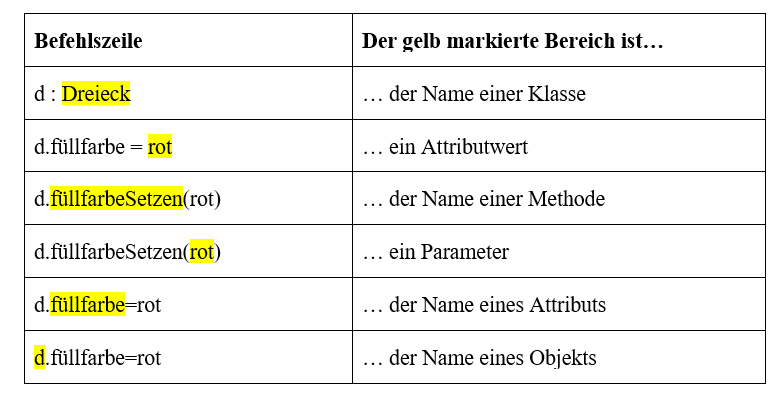 Befehlszeile Der gelb markierte Bereich ist…
d : Dreieck … der Name einer Klasse
d.füllfarbe = rot … ein Attributwert
d.füllfarbeSetzen(rot) … der Name einer Methode
d.füllfarbeSetzen(rot) … ein Parameter
d.füllfarbe=rot … der Name eines Attributs
d.füllfarbe=rot … der Name eines Objekts